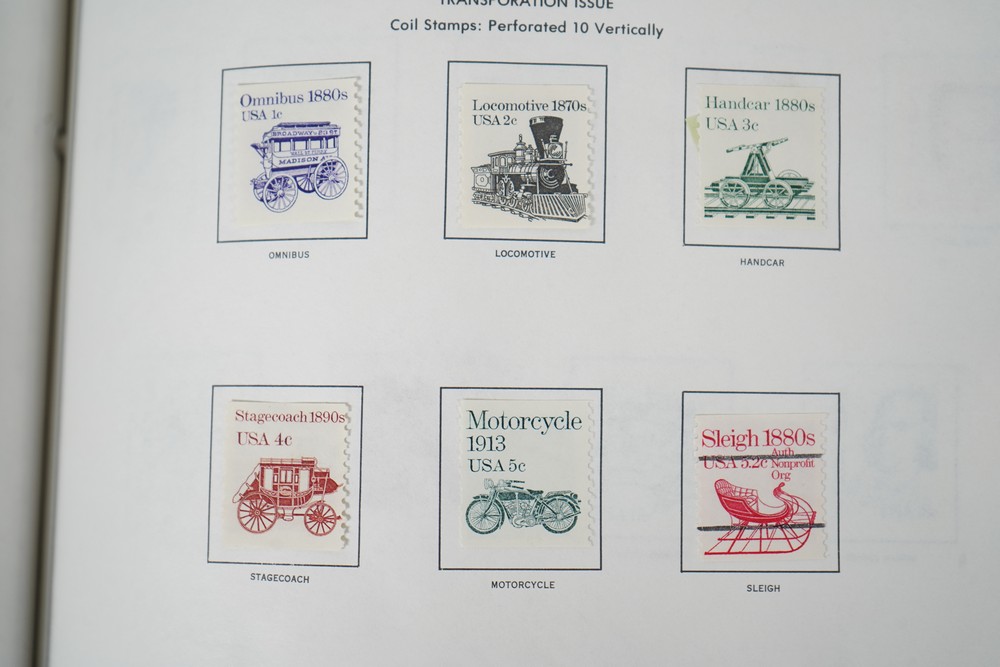 TRANSPORATION ISSUE
Coil Stamps: Perforated 10 Vertically
Omnibus 1880s
USA 1c
MADISON
OMNIBUS
Locomotive 1870s
USA 2c
LOCOMOTIVE
Handcar 1880s
USA 3c
HANDCAR
Stagecoach 1890s
USA 4c
STAGECOACH
Motorcycle
1913
USA 5c
MOTORCYCLE
Sleigh 1880s
USA 5.2c
Auth
Nonprofit
Org
SLEIGH